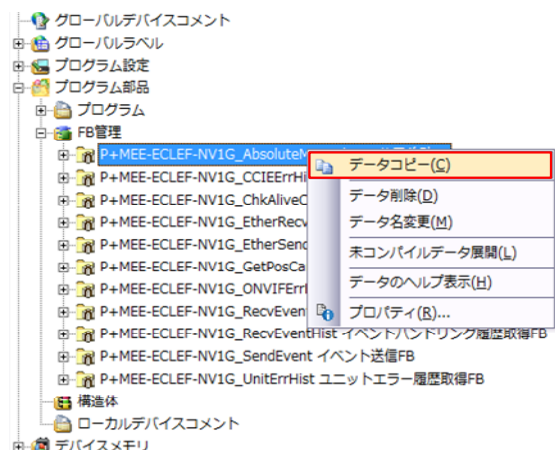 グローバルデバイスコメント
グローバルラベル
プログラム設定
プログラム部品
プログラム
FB管理
P+MEE-ECLEF-NV1G_AbsoluteM
データコピー(C)
P+MEE-ECLEF-NV1G_CCIEErrHi
データ削除(D)
P+MEE-ECLEF-NV1G_ChkAliveC
データ名変更(M)
P+MEE-ECLEF-NV1G_EtherRecv
P+MEE-ECLEF-NV1G_EtherSend
未コンパイルデータ展開(L)
P+MEE-ECLEF-NV1G_GetPosCa
データのヘルプ表示(H)
P+MEE-ECLEF-NV1G_ONVIFErrH
プロパティ(R)...
P+MEE-ECLEF-NV1G_RecvEven
P+MEE-ECLEF-NV1G_RecvEventHist イベントハンドリング履歴取得FB
P+MEE-ECLEF-NV1G_SendEvent イベント送信FB
P+MEE-ECLEF-NV1G_UnitErrHist ユニットエラー履歴取得FB
構造体
ローカルデバイスコメント
デバイスメモリ